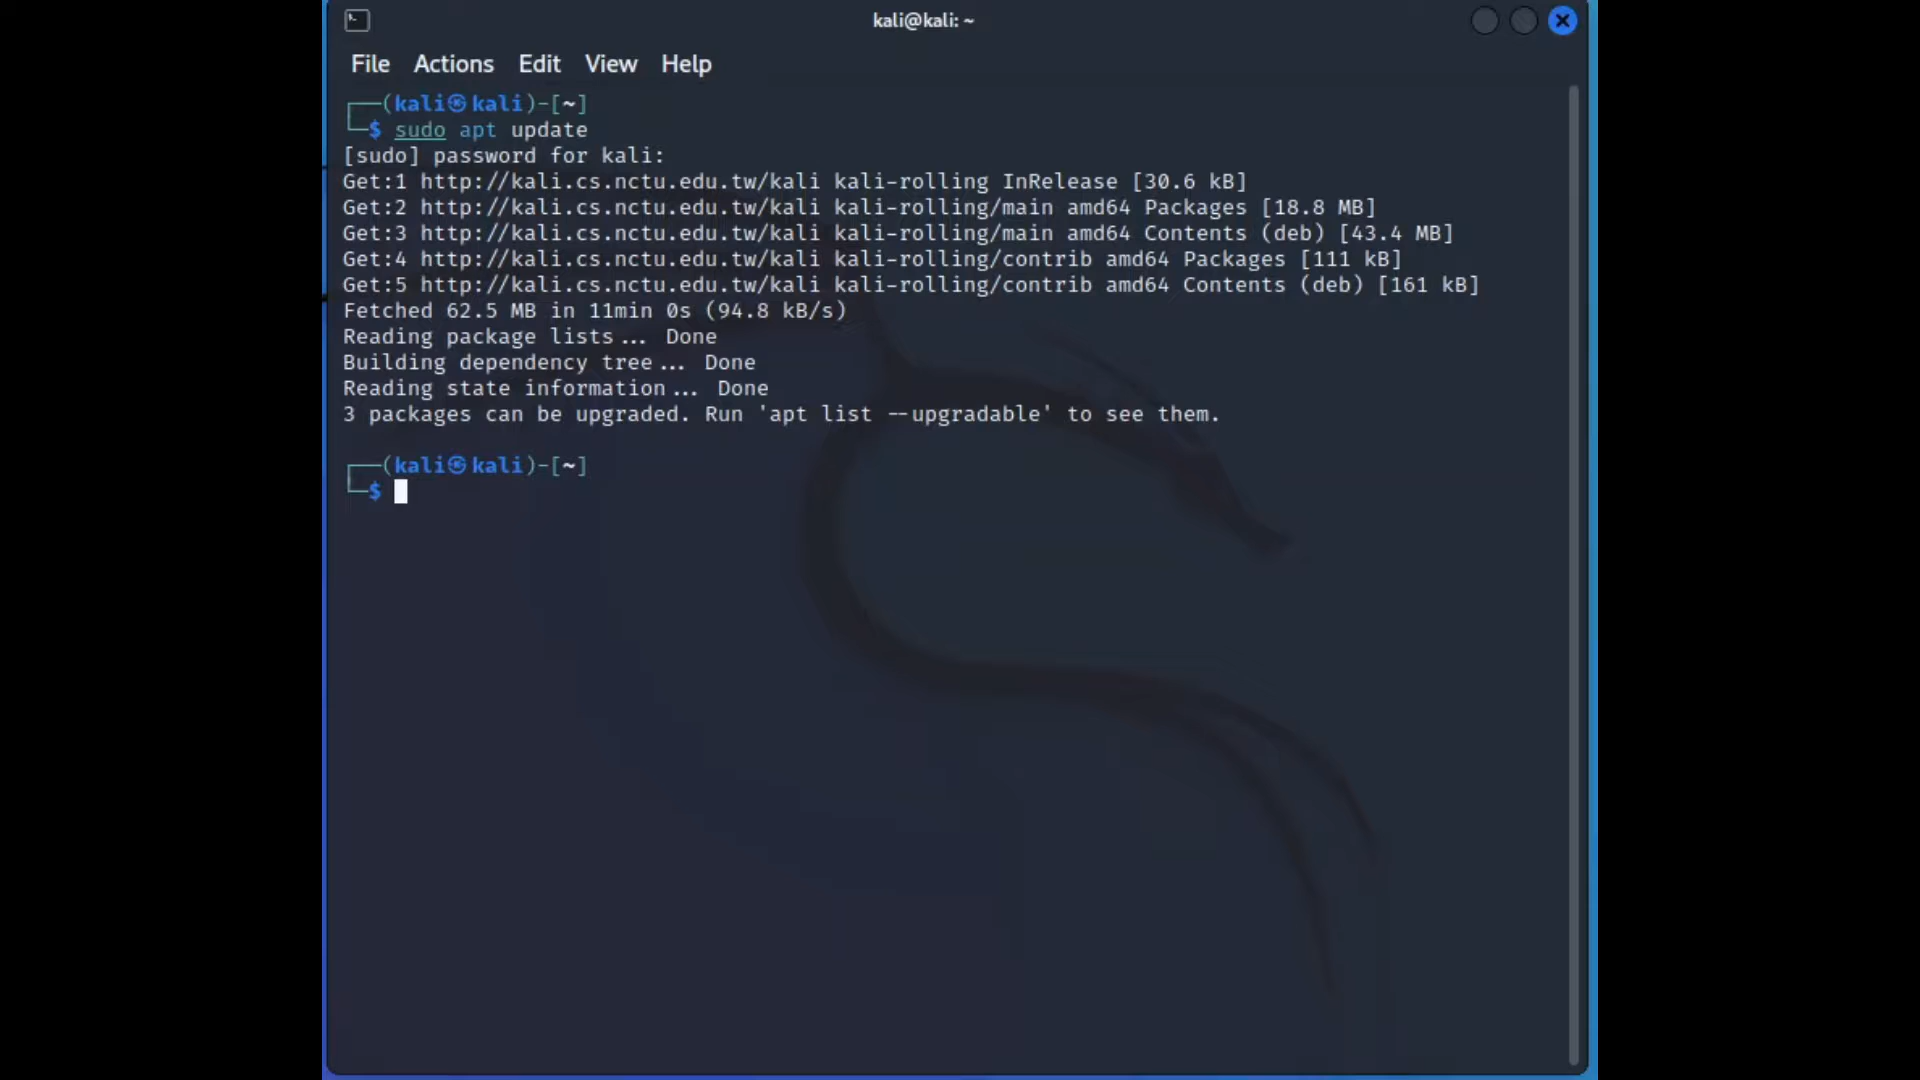 kali@kali: ~
File Actions Edit View Help
┌──(kali㉿kali)-[~]
└─$ sudo apt update
[sudo] password for kali:
Get:1 http://kali.cs.nctu.edu.tw/kali kali-rolling InRelease [30.6 kB]
Get:2 http://kali.cs.nctu.edu.tw/kali kali-rolling/main amd64 Packages [18.8 MB]
Get:3 http://kali.cs.nctu.edu.tw/kali kali-rolling/main amd64 Contents (deb) [43.4 MB]
Get:4 http://kali.cs.nctu.edu.tw/kali kali-rolling/contrib amd64 Packages [111 kB]
Get:5 http://kali.cs.nctu.edu.tw/kali kali-rolling/contrib amd64 Contents (deb) [161 kB]
Fetched 62.5 MB in 11min 0s (94.8 kB/s)
Reading package lists... Done
Building dependency tree... Done
Reading state information... Done
3 packages can be upgraded. Run 'apt list --upgradable' to see them.
┌──(kali㉿kali)-[~]
└─$